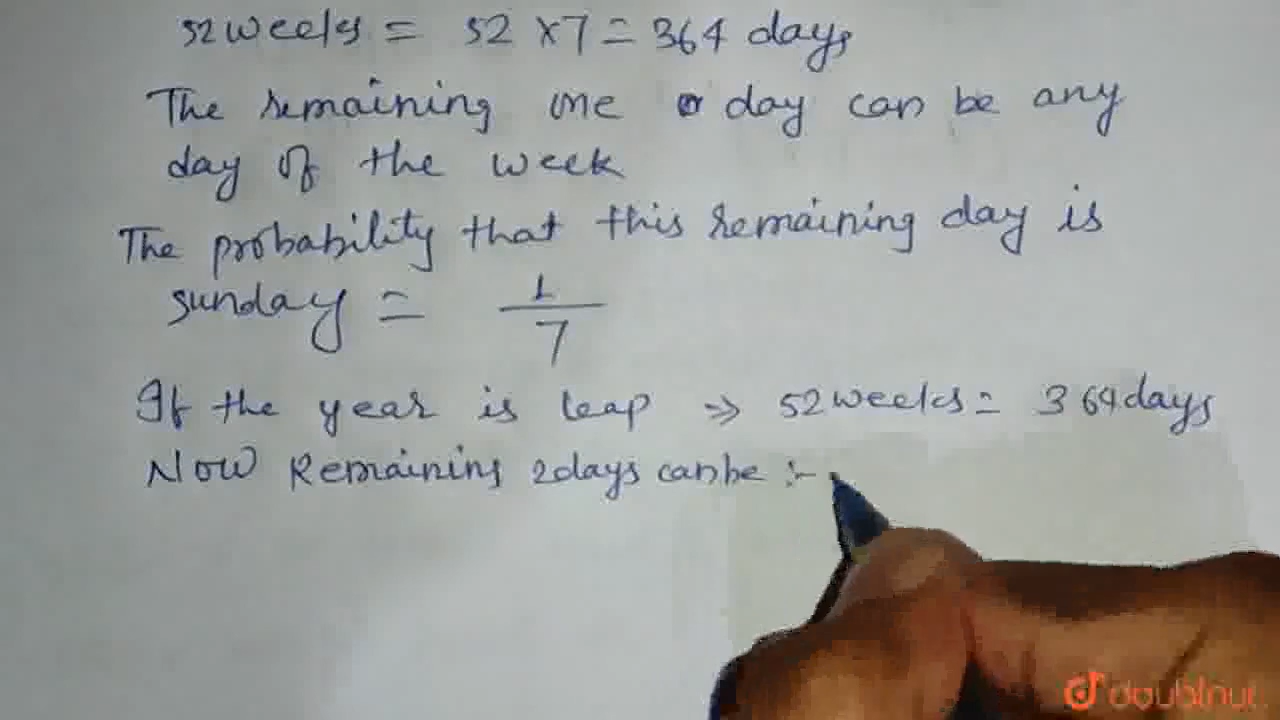 52 weeks = 52 × 7 = 364 days
The remaining one day can be any
day of the week
The probability that this remaining day is
sunday = 1/7
If the year is leap ⇒ 52 weeks = 364 days
Now Remaining 2days can be :-
doubtnut